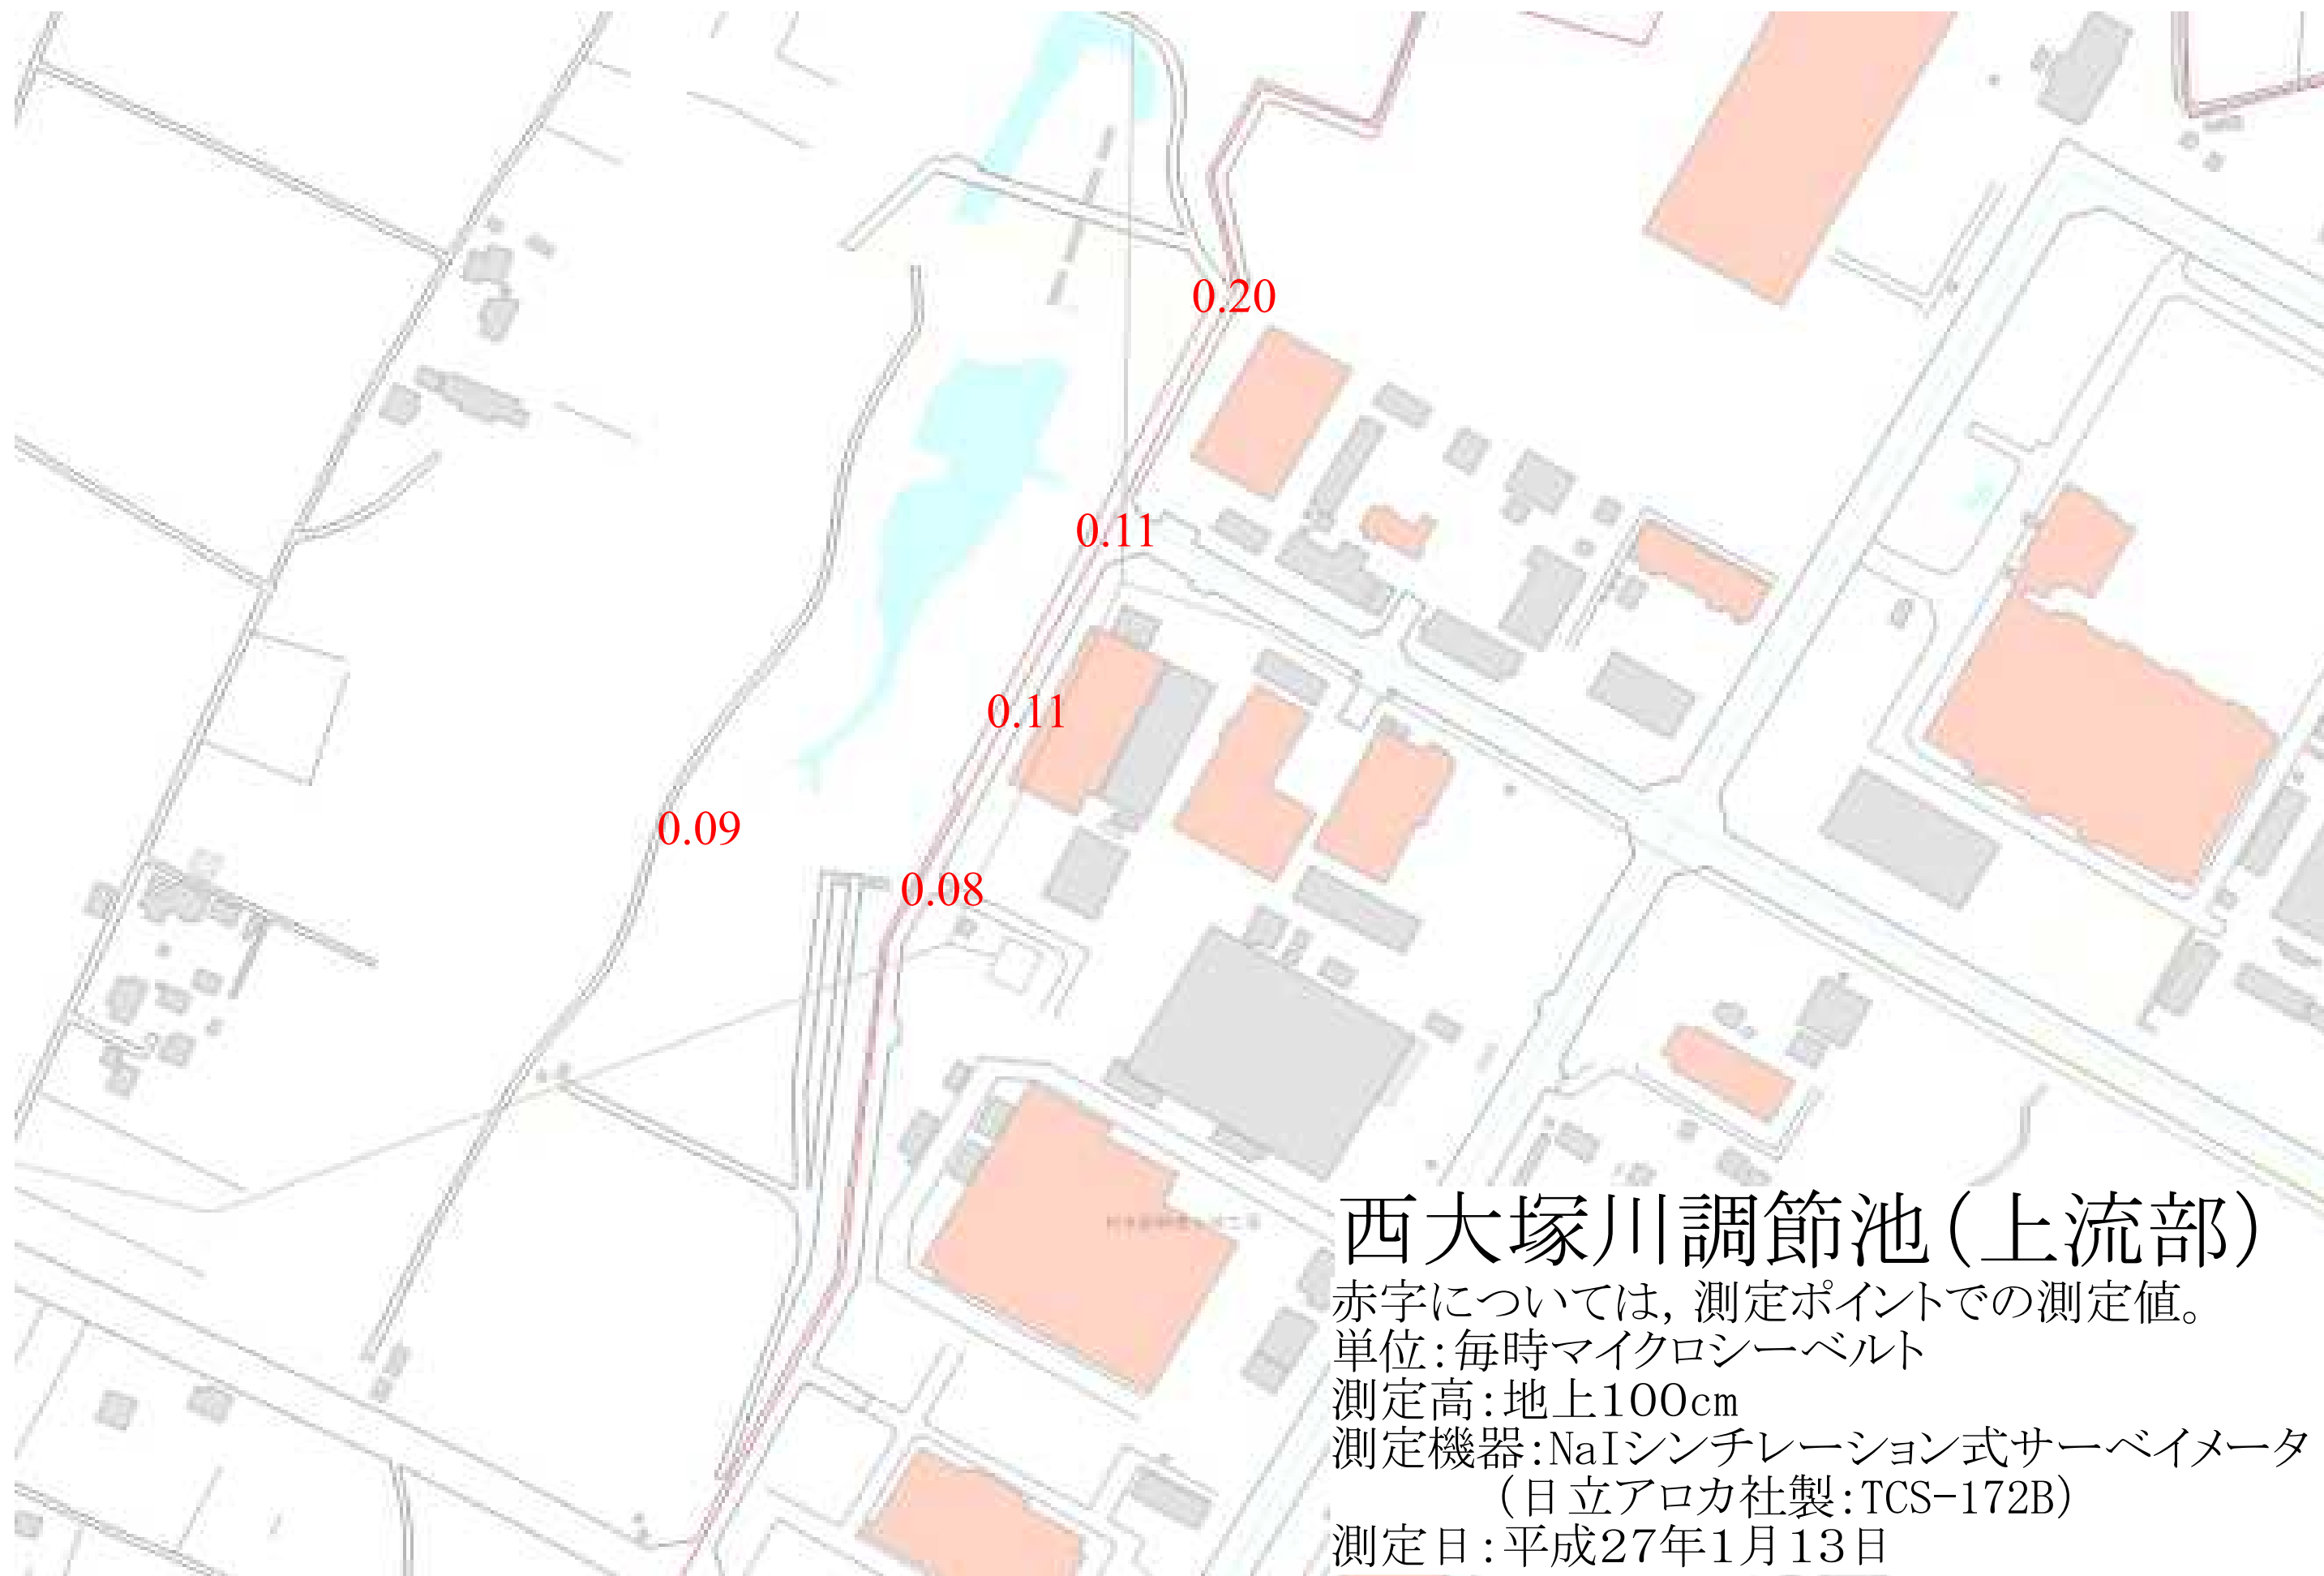 0.20
0.11
0.11
0.09
0.08
西大塚川調節池(上流部)
赤字については, 測定ポイントでの測定値。
単位:毎時マイクロシーベルト
測定高:地上100cm
測定機器:NaIシンチレーション式サーベイメータ
(日立アロカ社製:TCS-172B)
測定日:平成27年1月13日